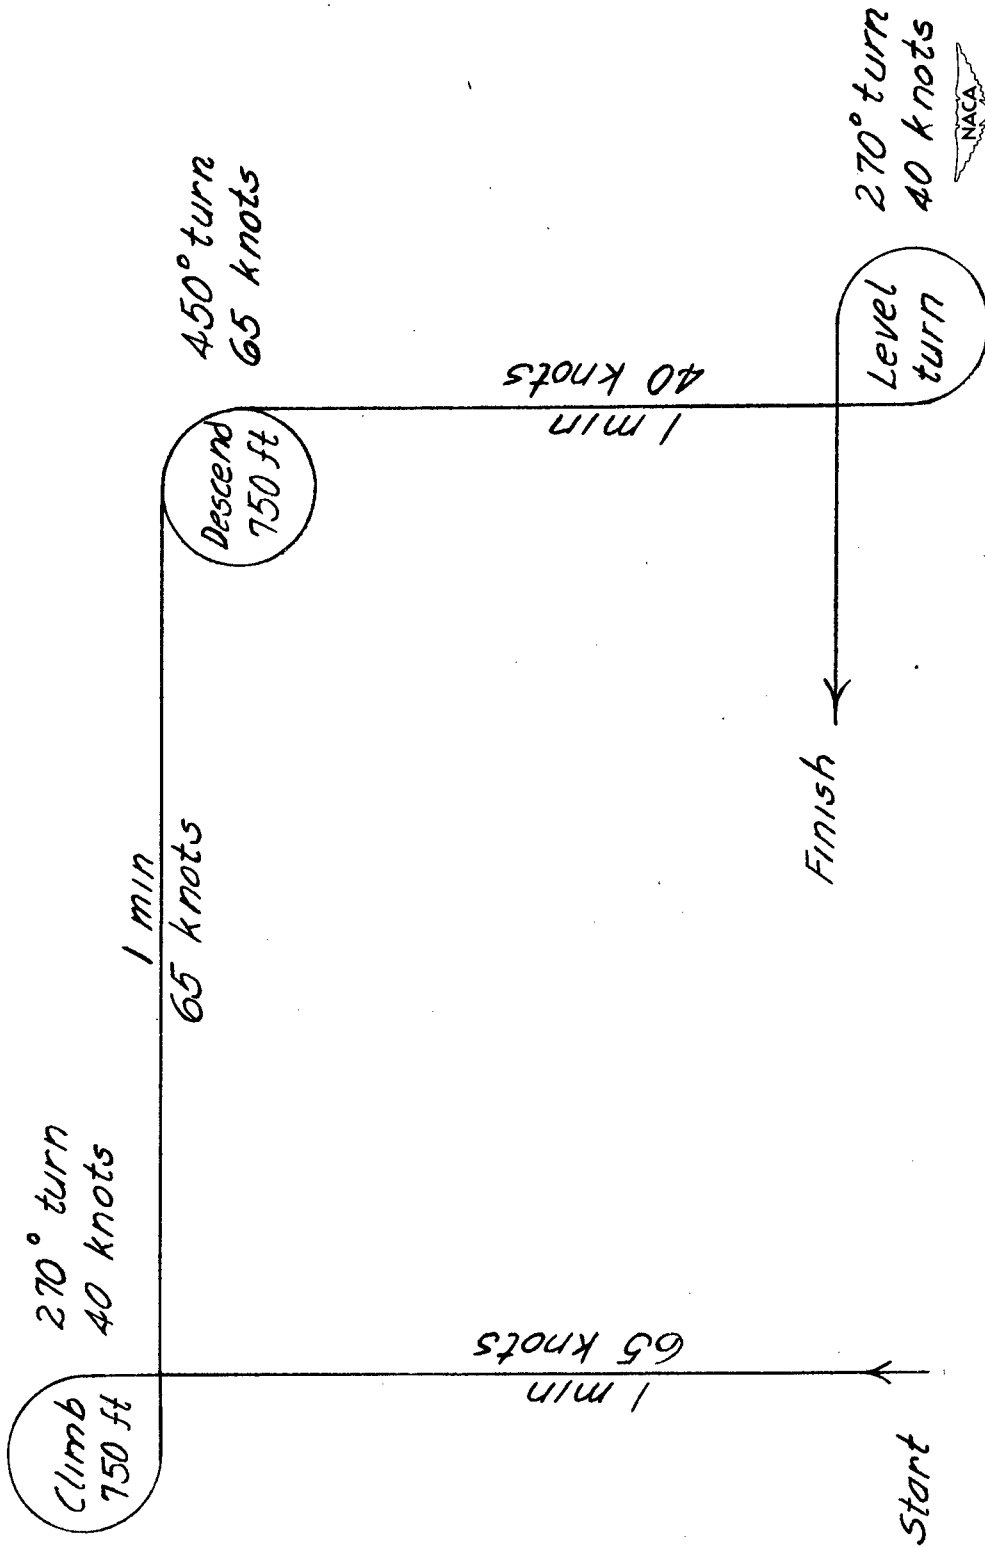 Start
1 min
65 knots
Climb
750 ft
270° turn
40 knots
1 min
65 knots
Descend
750 ft
450° turn
65 knots
1 min
40 knots
Level
turn
270° turn
40 knots
Finish
NACA